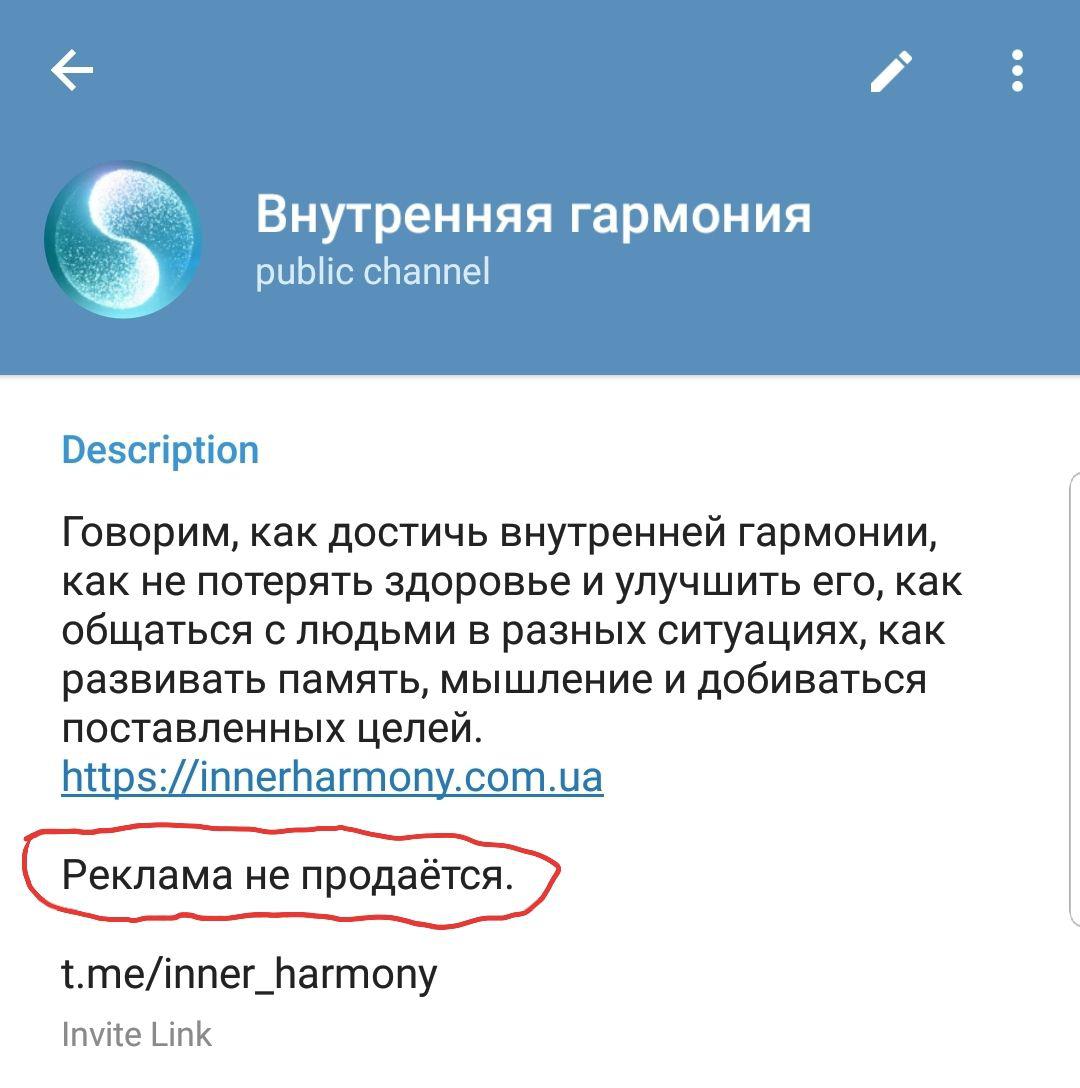 Внутренняя гармония
public channel
Description
Говорим, как достичь внутренней гармонии,
как не потерять здоровье и улучшить его, как
общаться с людьми в разных ситуациях, как
развивать память, мышление и добиваться
поставленных целей.
https://innerharmony.com.ua
Реклама не продаётся.
t.me/inner_harmony
Invite Link